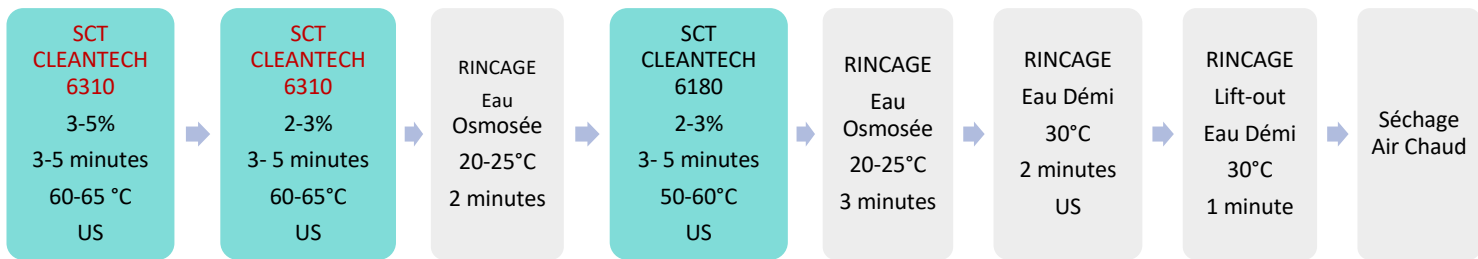 SCT
CLEANTECH
6310
3-5%
3-5 minutes
60-65 °C
US
SCT
CLEANTECH
6310
2-3%
3- 5 minutes
60-65°C
US
RINCAGE
Eau
Osmosée
20-25°C
2 minutes
SCT
CLEANTECH
6180
2-3%
3- 5 minutes
50-60°C
US
RINCAGE
Eau
Osmosée
20-25°C
3 minutes
RINCAGE
Eau Démi
30°C
2 minutes
US
RINCAGE
Lift-out
Eau Démi
30°C
1 minute
Séchage
Air Chaud